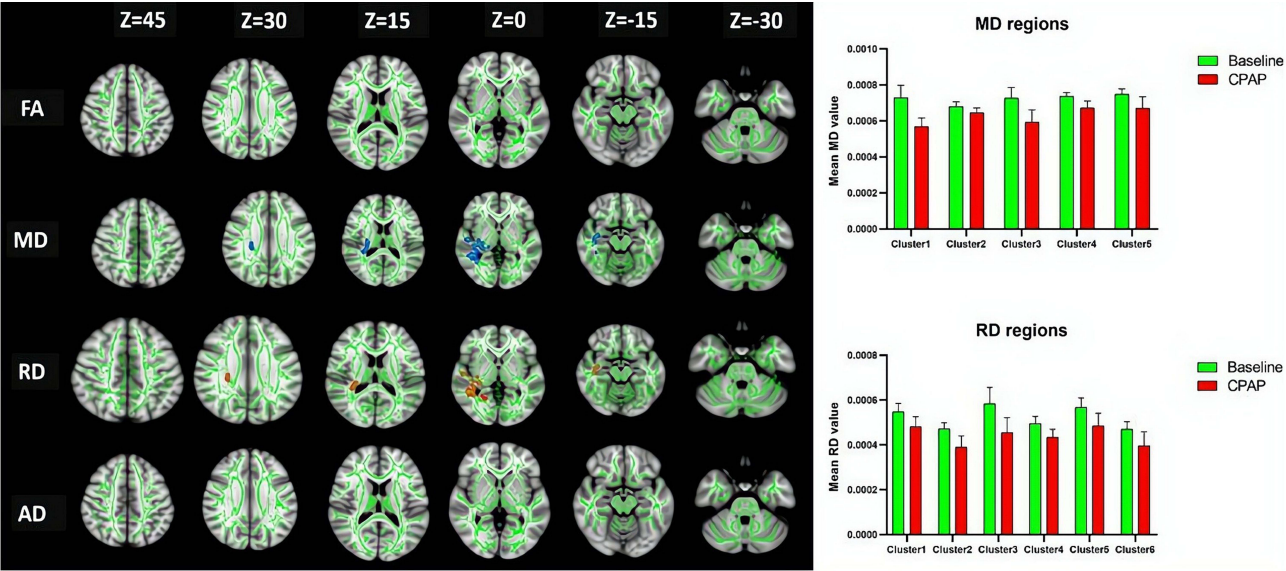 Z=45 Z=30 Z=15 Z=0 Z=-15 Z=-30
FA
MD
RD
AD
MD regions
Mean MD value
0.0010
0.0008
0.0006
0.0004
0.0002
0.0000
Cluster1 Cluster2 Cluster3 Cluster4 Cluster5
Baseline
CPAP
RD regions
Mean RD value
0.0008
0.0006
0.0004
0.0002
0.0000
Cluster1 Cluster2 Cluster3 Cluster4 Cluster5 Cluster6
Baseline
CPAP